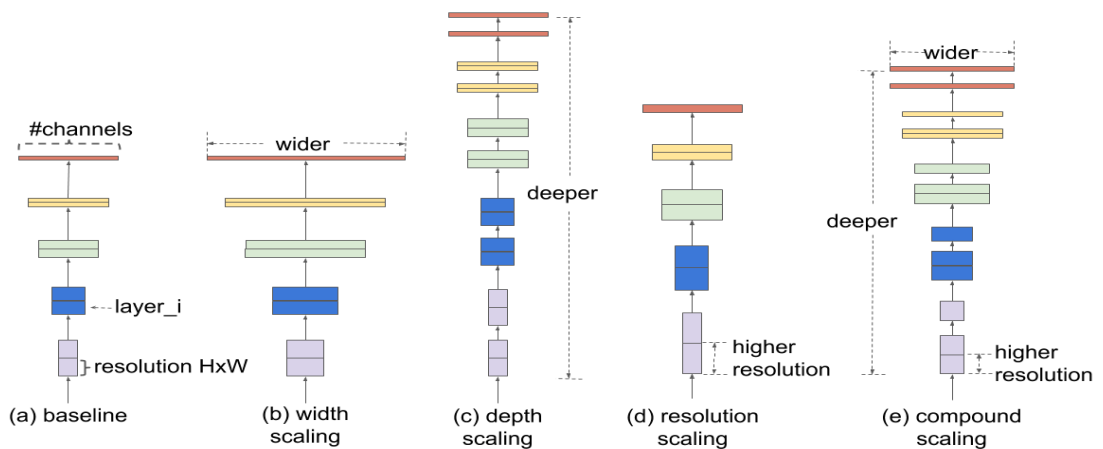 #channels
layer_i
resolution HxW
(a) baseline
wider
(b) width
scaling
deeper
(c) depth
scaling
higher
resolution
(d) resolution
scaling
wider
deeper
higher
resolution
(e) compound
scaling